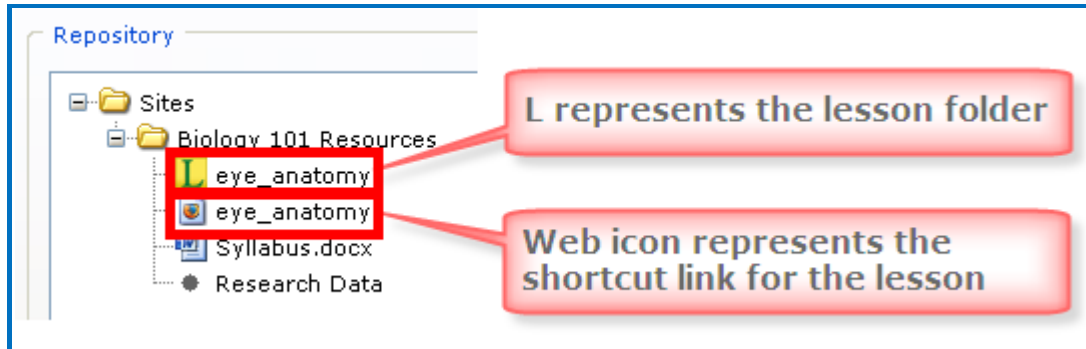 Repository
Sites
Biology 101 Resources
L eye_anatomy
eye_anatomy
Syllabus.docx
Research Data
L represents the lesson folder
Web icon represents the
shortcut link for the lesson